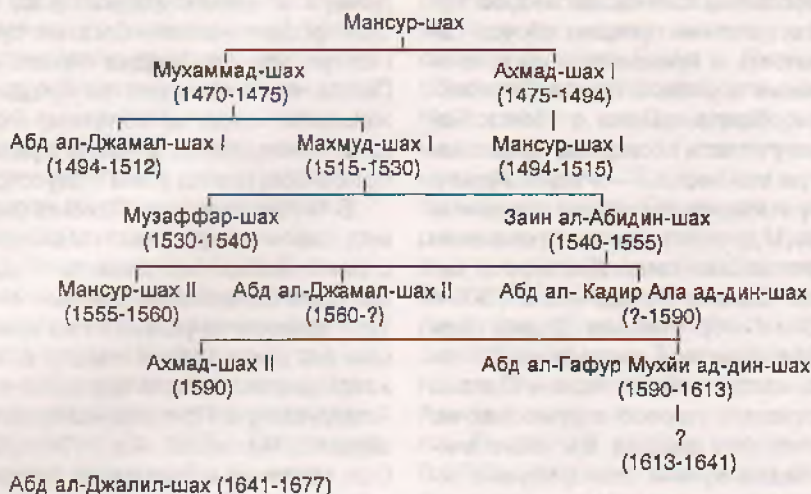 Мансур-шах
Мухаммад-шах Ахмад-шах I
(1470-1475) (1475-1494)
Абд ал-Джамал-шах I Махмуд-шах I Мансур-шах I
(1494-1512) (1515-1530) (1494-1515)
Музаффар-шах Заин ал-Абидин-шах
(1530-1540) (1540-1555)
Мансур-шах II Абд ал-Джамал-шах II Абд ал- Кадир Ала ад-дин-шах
(1555-1560) (1560-?) (?-1590)
Ахмад-шах II Абд ал-Гафур Мухйи ад-дин-шах
(1590) (1590-1613)
?
(1613-1641)
Абд ал-Джалил-шах (1641-1677)